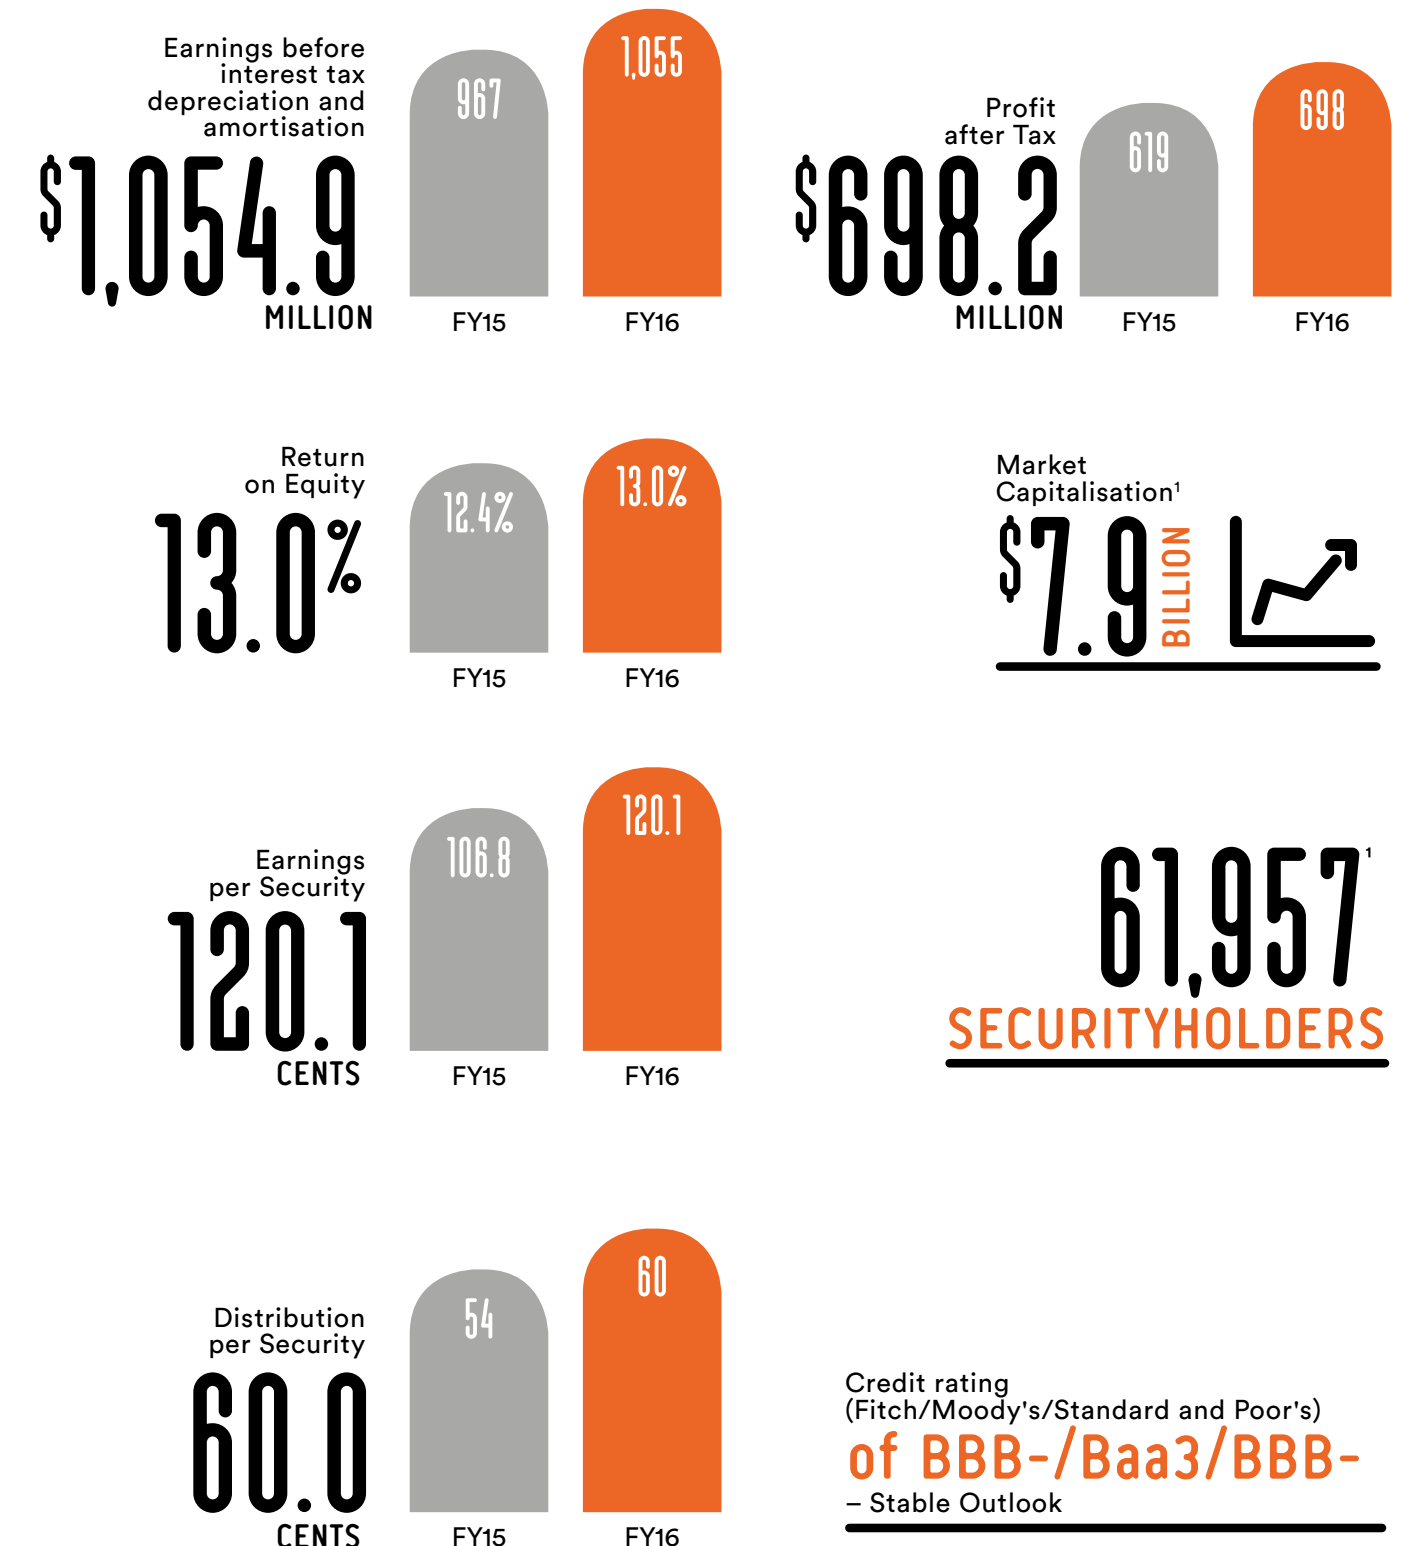 Earnings before
interest tax
depreciation and
amortisation
$1,054.9
MILLION
967
1,055
FY15
FY16
Profit
after Tax
$698.2
MILLION
619
698
FY15
FY16
Return
on Equity
13.0%
12.4%
13.0%
FY15
FY16
Market
Capitalisation¹
$7.9
BILLION
Earnings
per Security
120.1
CENTS
106.8
120.1
FY15
FY16
61,957¹
SECURITYHOLDERS
Distribution
per Security
60.0
CENTS
54
60
FY15
FY16
Credit rating
(Fitch/Moody's/Standard and Poor's)
of BBB-/Baa3/BBB-
– Stable Outlook